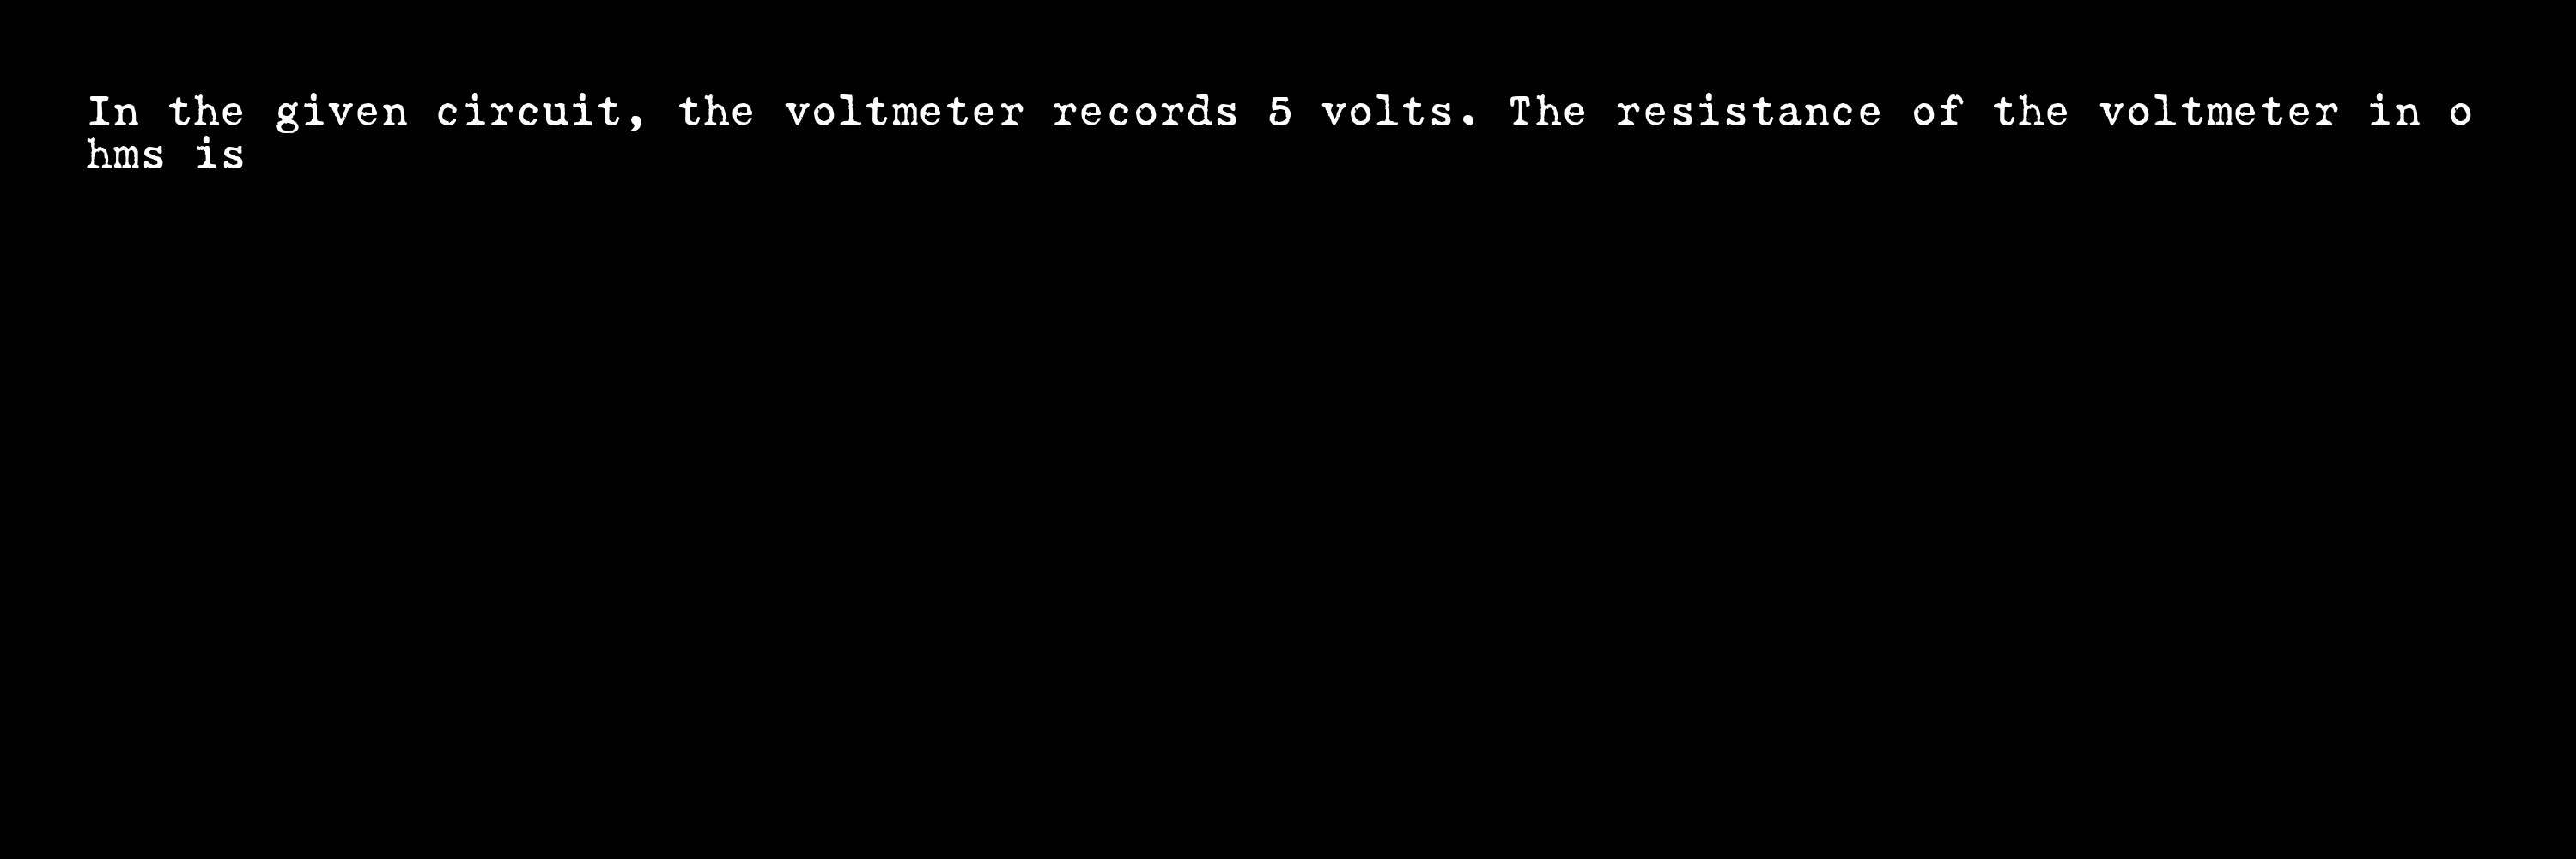 In the given circuit, the voltmeter records 5 volts. The resistance of the voltmeter in o
hms is